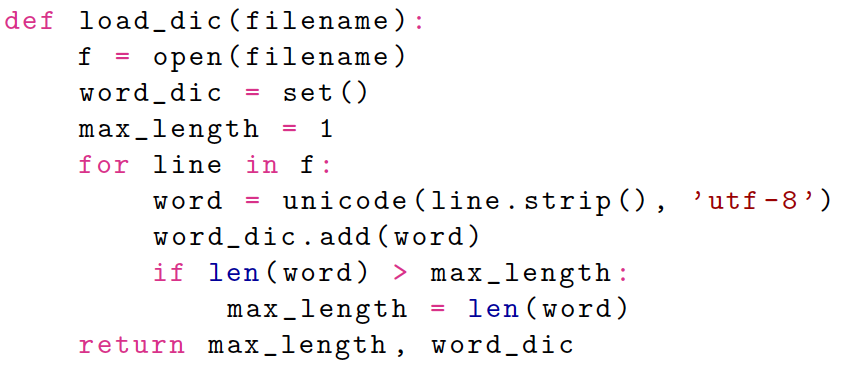 def load_dic(filename):
    f = open(filename)
    word_dic = set()
    max_length = 1
    for line in f:
        word = unicode(line.strip(), ’utf-8’)
        word_dic.add(word)
        if len(word) > max_length:
            max_length = len(word)
    return max_length, word_dic